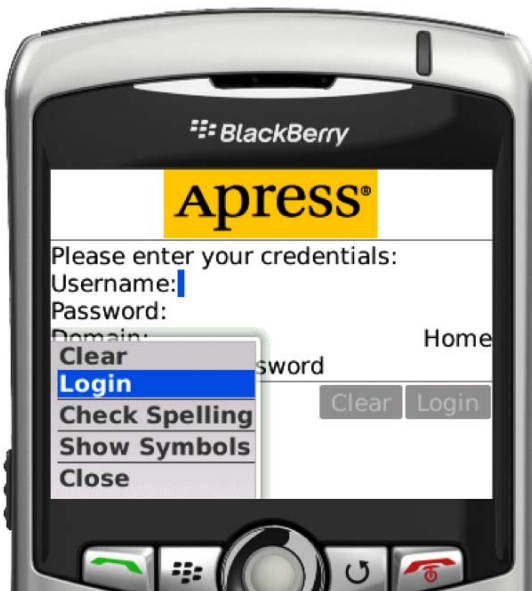 BlackBerry
Apress®
Please enter your credentials:
Username:
Password:
Domain: Home
sword
Clear
Login
Check Spelling
Show Symbols
Close
Clear Login